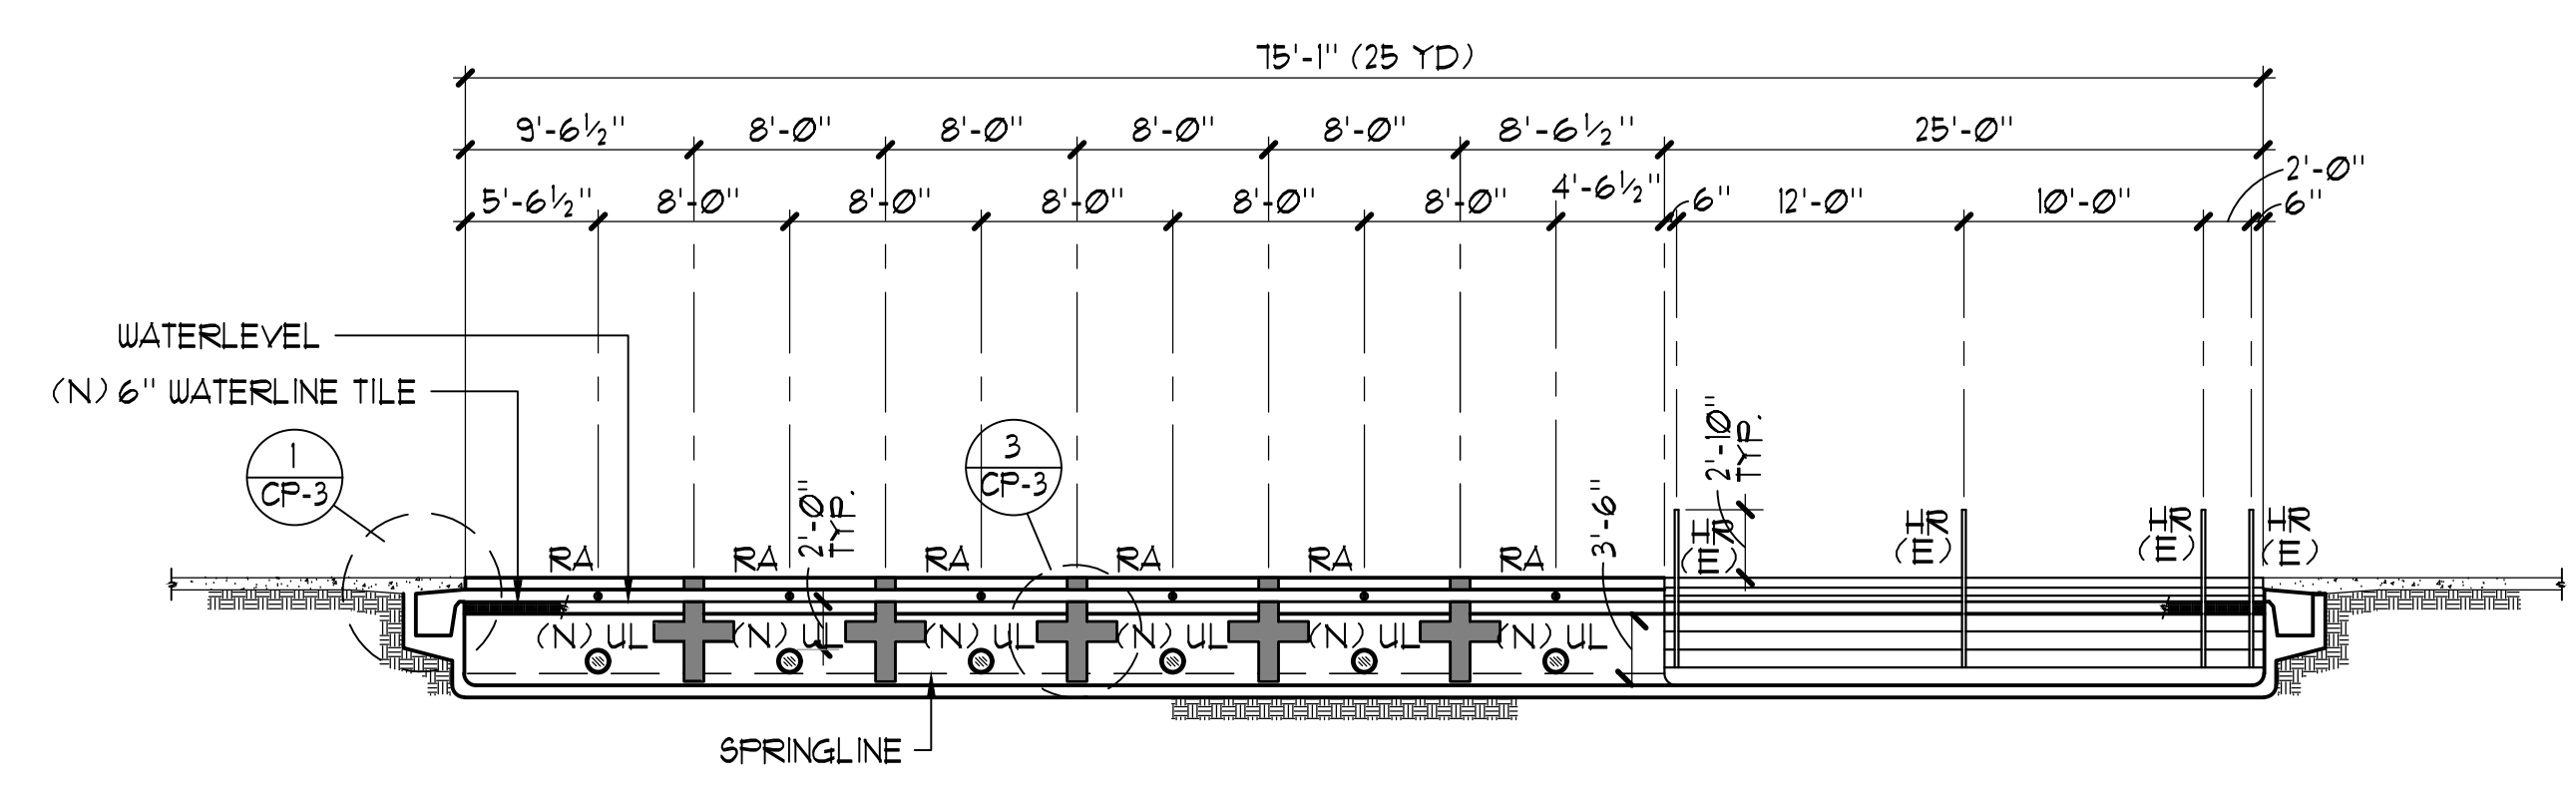 75'-1" (25 YD)
9'-6½" 8'-0" 8'-0" 8'-0" 8'-0" 8'-6½" 25'-0"
5'-6½" 8'-0" 8'-0" 8'-0" 8'-0" 8'-0" 4'-6½" 6" 12'-0" 10'-0" 2'-0" 6"
WATERLEVEL
(N) 6" WATERLINE TILE
1
CP-3
3
CP-3
2'-0"
TYP.
3'-6"
2'-10"
TYP.
RA RA RA RA RA RA
(E)
HR
(E)
HR
(E)
HR
(E)
HR
(N) UL (N) UL (N) UL (N) UL (N) UL (N) UL
SPRINGLINE